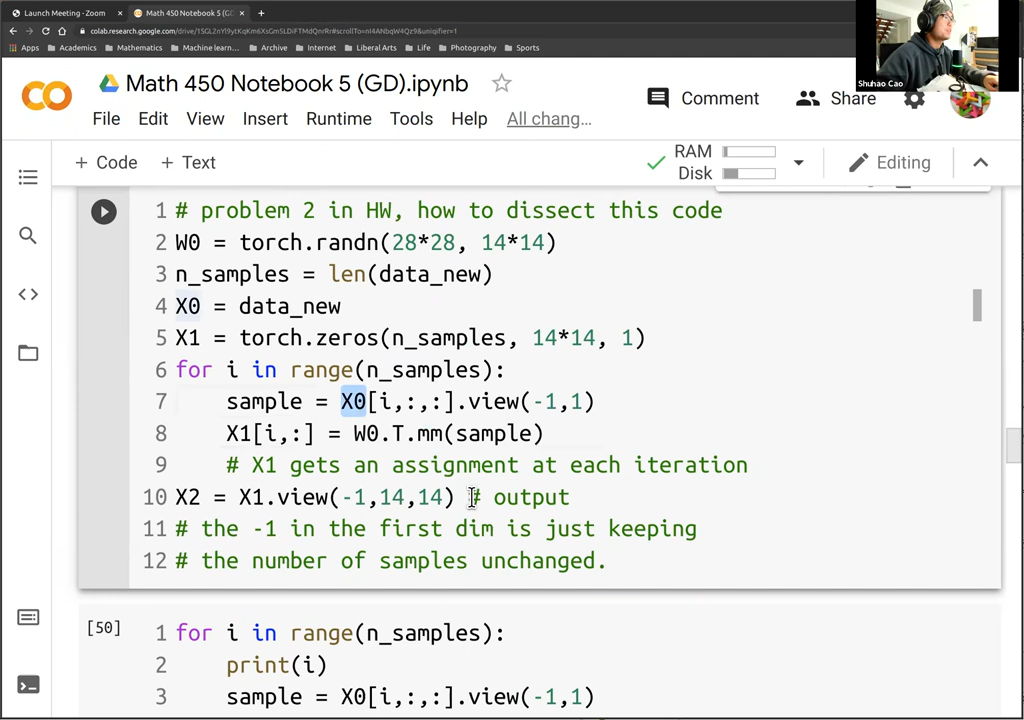 Launch Meeting - Zoom
Math 450 Notebook 5 (GD
Apps
Academics
Mathematics
Machine learn...
Archive
Internet
Liberal Arts
Life
Photography
Sports
Shuhao Cao
Math 450 Notebook 5 (GD).ipynb
Comment
Share
File Edit View Insert Runtime Tools Help All chang...
+ Code + Text
RAM
Disk
Editing
1 # problem 2 in HW, how to dissect this code
2 W0 = torch.randn(28*28, 14*14)
3 n_samples = len(data_new)
4 X0 = data_new
5 X1 = torch.zeros(n_samples, 14*14, 1)
6 for i in range(n_samples):
7 sample = X0[i,:,:].view(-1,1)
8 X1[i,:] = W0.T.mm(sample)
9 # X1 gets an assignment at each iteration
10 X2 = X1.view(-1,14,14) # output
11 # the -1 in the first dim is just keeping
12 # the number of samples unchanged.
[50]
1 for i in range(n_samples):
2 print(i)
3 sample = X0[i,:,:].view(-1,1)